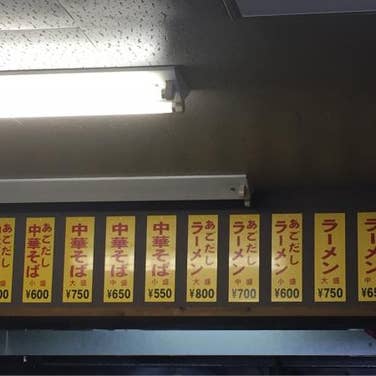 00
あごだし中華そば 小盛 ¥600
中華そば 大盛 ¥750
中華そば 中盛 ¥650
中華そば 小盛 ¥550
あごだしラーメン 大盛 ¥800
あごだしラーメン 中盛 ¥700
あごだしラーメン 小盛 ¥600
ラーメン 大盛 ¥750
ラーメン 中盛 ¥65